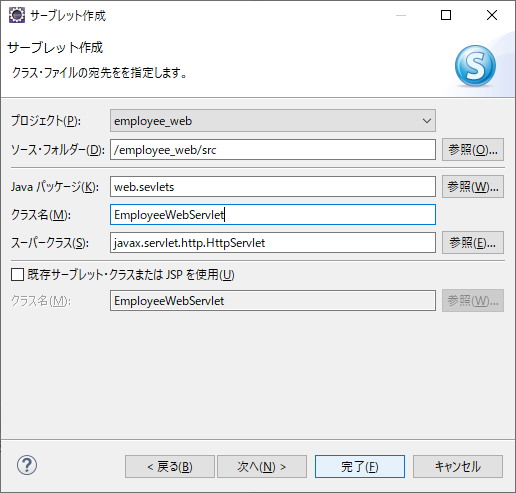 サーブレット作成
サーブレット作成
クラス・ファイルの宛先をを指定します。
S
プロジェクト(P): employee_web
ソース・フォルダー(D): /employee_web/src 参照(O)...
Java パッケージ(K): web.sevlets 参照(W)...
クラス名(M): EmployeeWebServlet
スーパークラス(S): javax.servlet.http.HttpServlet 参照(E)...
既存サーブレット・クラスまたは JSP を使用(U)
クラス名(M): EmployeeWebServlet 参照(W)...
? < 戻る(B) 次へ(N) > 完了(F) キャンセル